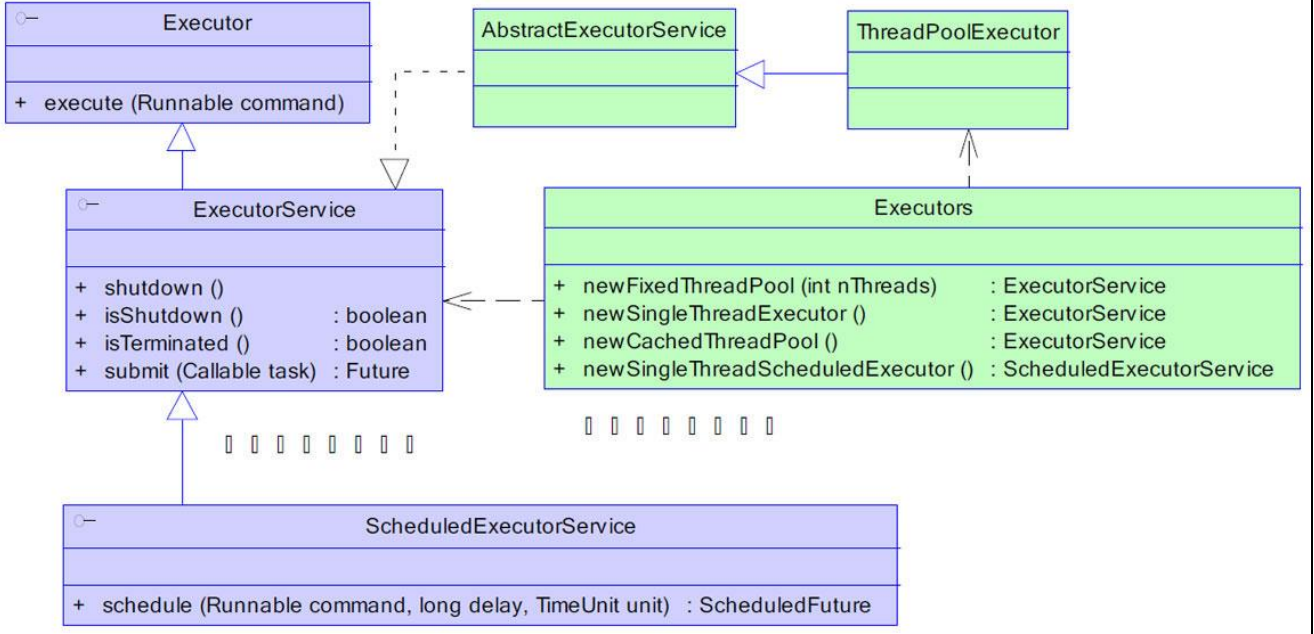 Executor
+ execute (Runnable command)
AbstractExecutorService
ThreadPoolExecutor
ExecutorService
+ shutdown ()
+ isShutdown () : boolean
+ isTerminated () : boolean
+ submit (Callable task) : Future
Executors
+ newFixedThreadPool (int nThreads) : ExecutorService
+ newSingleThreadExecutor () : ExecutorService
+ newCachedThreadPool () : ExecutorService
+ newSingleThreadScheduledExecutor () : ScheduledExecutorService
ScheduledExecutorService
+ schedule (Runnable command, long delay, TimeUnit unit) : ScheduledFuture